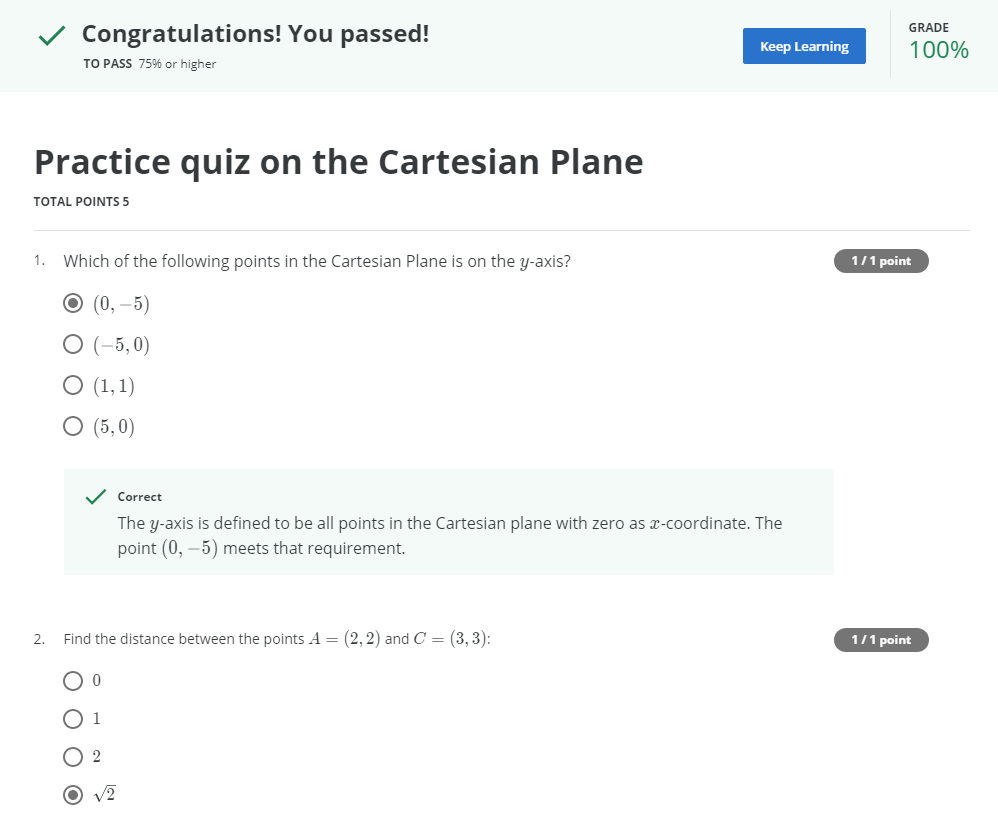 Congratulations! You passed!
TO PASS 75% or higher
Keep Learning
GRADE
100%
Practice quiz on the Cartesian Plane
TOTAL POINTS 5
1. Which of the following points in the Cartesian Plane is on the y-axis?
1 / 1 point
(0, −5)
(−5, 0)
(1, 1)
(5, 0)
Correct
The y-axis is defined to be all points in the Cartesian plane with zero as x-coordinate. The
point (0, −5) meets that requirement.
2. Find the distance between the points A = (2, 2) and C = (3, 3):
1 / 1 point
0
1
2
√2